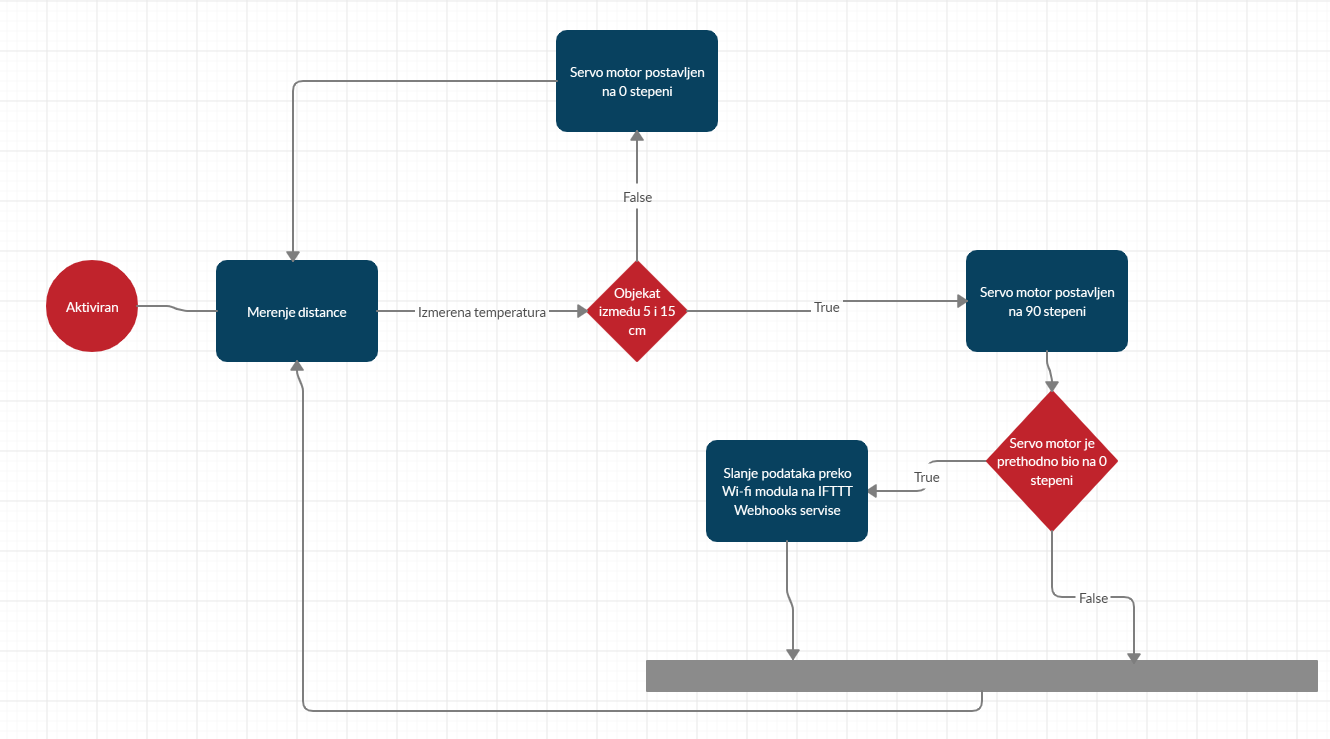 Servo motor postavljen
na 0 stepeni
False
Aktiviran
Merenje distance
Izmerena temperatura
Objekat
između 5 i 15
cm
True
Servo motor postavljen
na 90 stepeni
Servo motor je
prethodno bio na 0
stepeni
True
Slanje podataka preko
Wi-fi modula na IFTTT
Webhooks servise
False